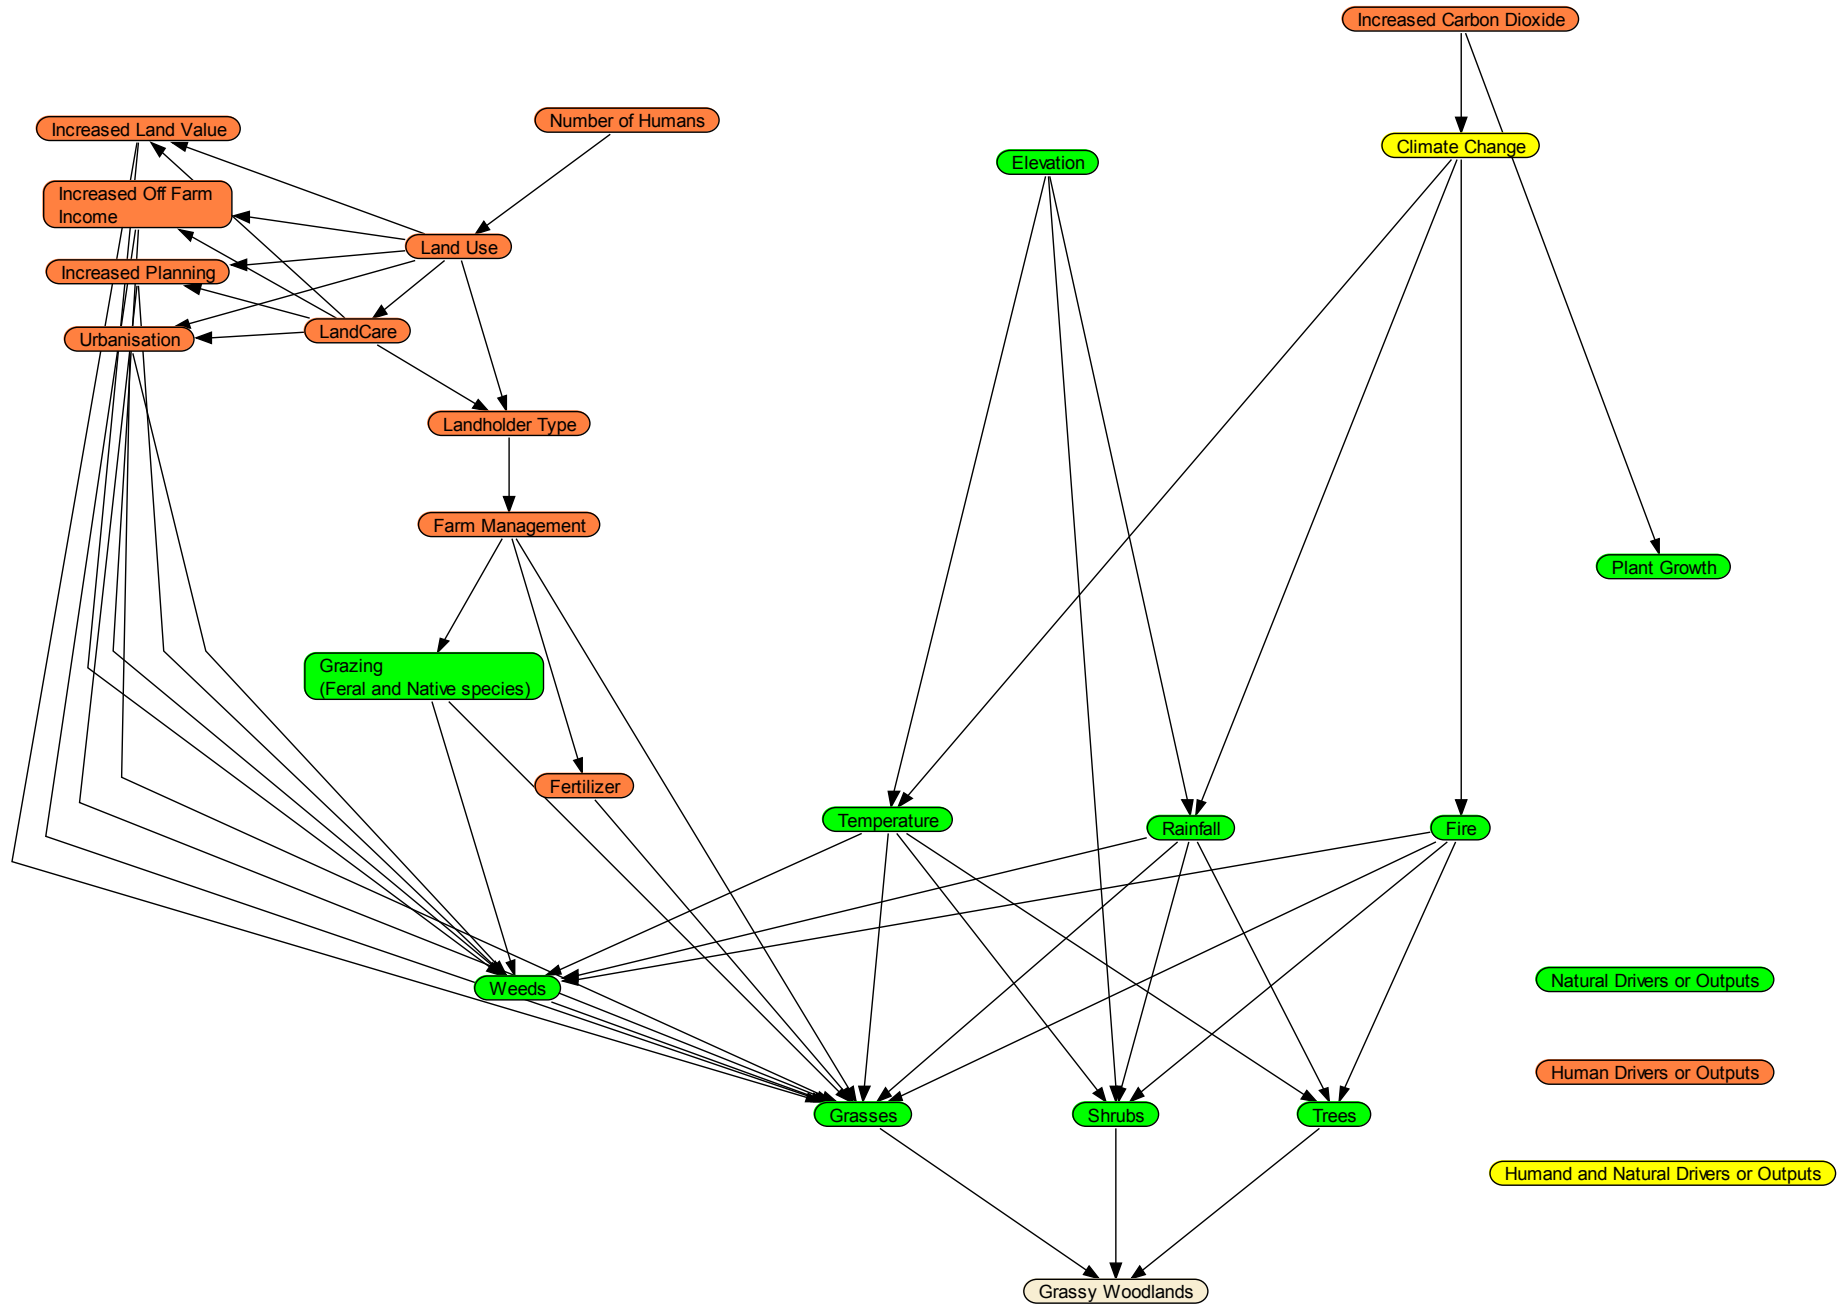 Increased Carbon Dioxide
Number of Humans
Increased Land Value
Climate Change
Elevation
Increased Off Farm
Income
Land Use
Increased Planning
LandCare
Urbanisation
Landholder Type
Farm Management
Plant Growth
Grazing
(Feral and Native species)
Fertilizer
Temperature
Rainfall
Fire
Weeds
Natural Drivers or Outputs
Human Drivers or Outputs
Grasses
Shrubs
Trees
Humand and Natural Drivers or Outputs
Grassy Woodlands